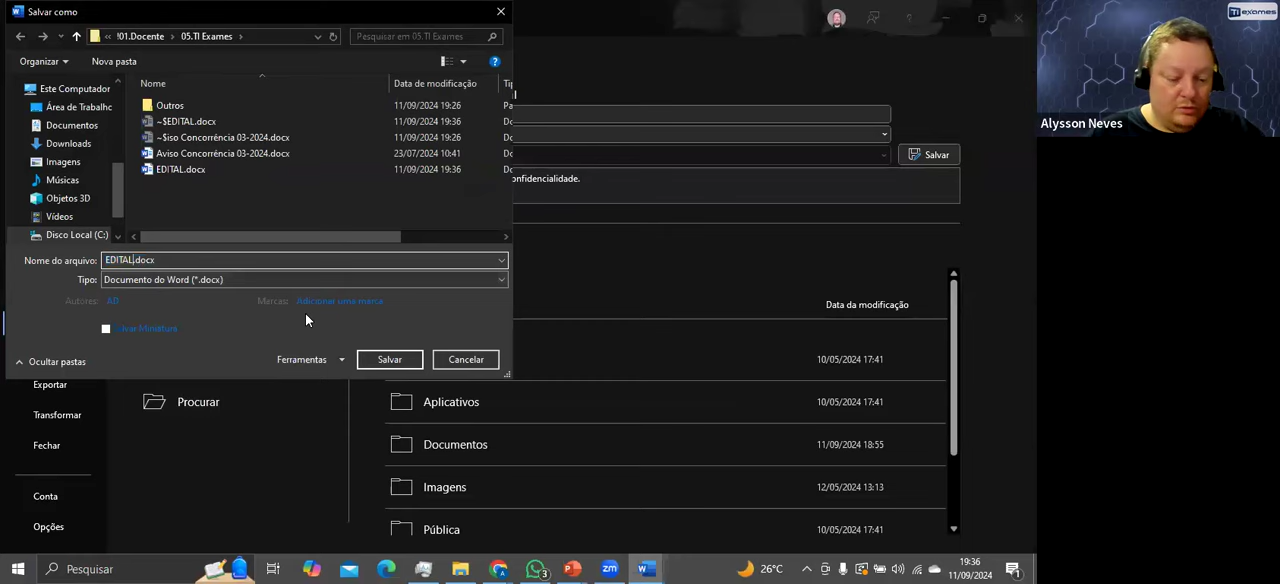 Salvar como
TI exames
!01.Docente
05.TI Exames
Pesquisar em 05.TI Exames
Organizar
Nova pasta
Nome
Data de modificação
Este Computador
Área de Trabalho
Documentos
Downloads
Imagens
Músicas
Objetos 3D
Vídeos
Disco Local (C:)
Outros
11/09/2024 19:26
~$EDITAL.docx
11/09/2024 19:36
~$iso Concorrência 03-2024.docx
11/09/2024 19:26
Aviso Concorrência 03-2024.docx
23/07/2024 10:41
EDITAL.docx
11/09/2024 19:36
Alysson Neves
Salvar
onfidencialidade.
Nome do arquivo:
EDITAL.docx
Tipo:
Documento do Word (*.docx)
Autores:
AD
Marcas:
Adicionar uma marca
Data da modificação
Ocultar pastas
Ferramentas
Salvar
Cancelar
10/05/2024 17:41
Exportar
Transformar
Fechar
Conta
Opções
Procurar
Aplicativos
10/05/2024 17:41
Documentos
11/09/2024 18:55
Imagens
12/05/2024 13:13
Pública
10/05/2024 17:41
Pesquisar
3
zm
26°C
19:36
11/09/2024
1